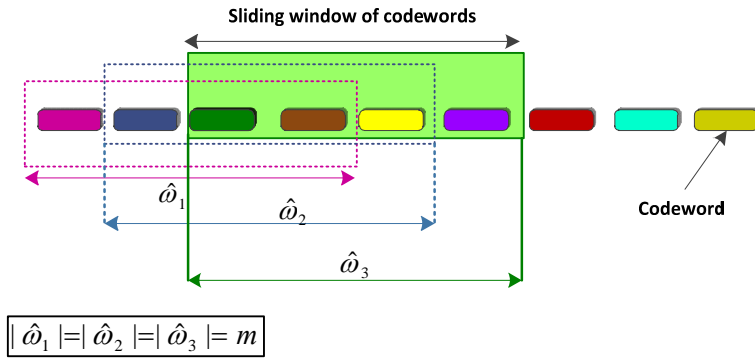 Sliding window of codewords
ω̂₁
ω̂₂
Codeword
ω̂₃
| ω̂₁ |=| ω̂₂ |=| ω̂₃ |= m